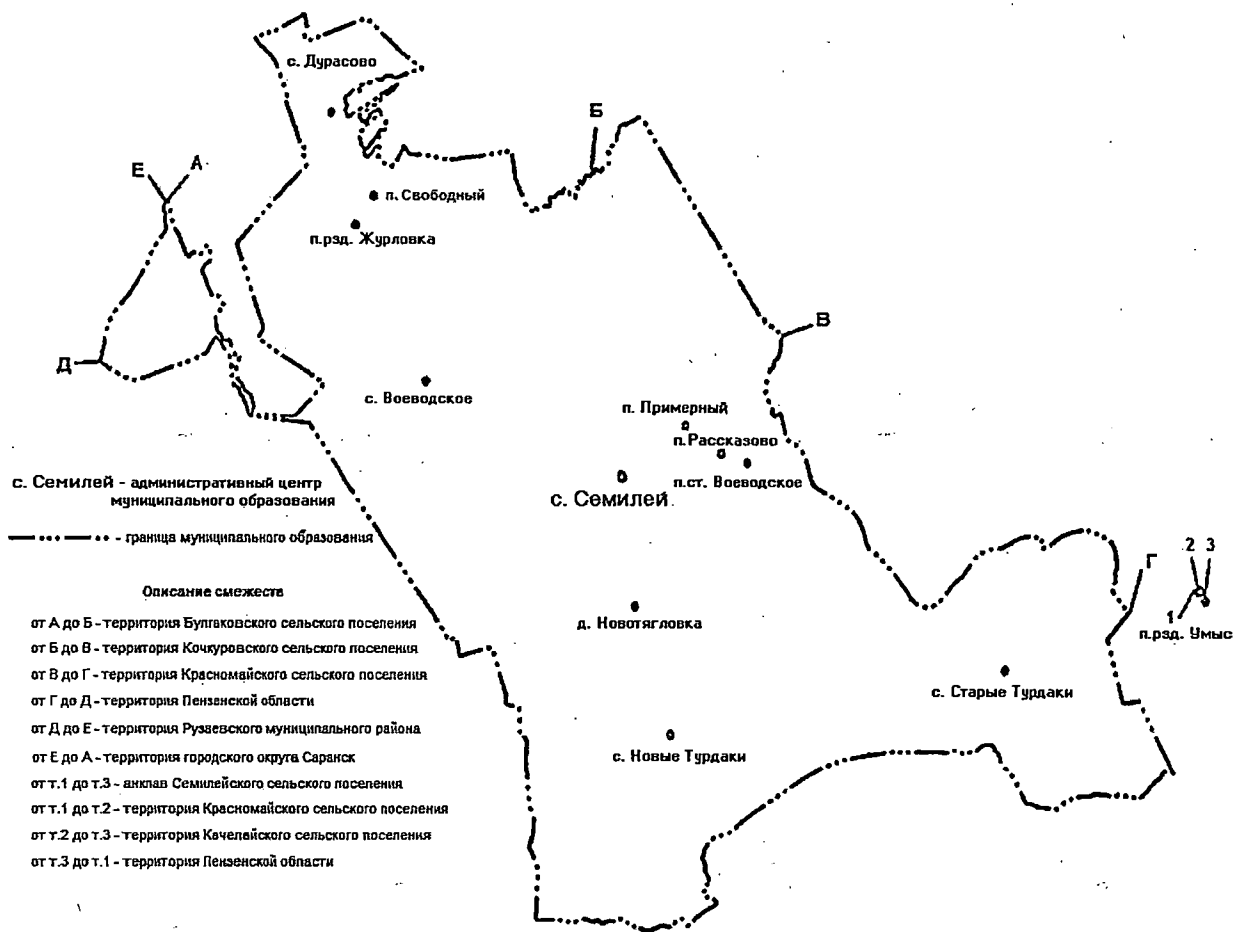 с. Дурасово
Б
Е
А
п. Свободный
п.рзд. Журловка
В
Д
с. Воеводское
п. Примерный
п. Рассказово
п.ст. Воеводское
с. Семилей
с. Семилей - административный центр
муниципального образования
- граница муниципального образования
2
3
Г
1
п.рзд. Умыс
Описание смежеств
от А до Б - территория Булгаковского сельского поселения
от Б до В - территория Кочкуровского сельского поселения
от В до Г - территория Красномайского сельского поселения
от Г до Д - территория Пензенской области
от Д до Е - территория Рузаевского муниципального района
от Е до А - территория городского округа Саранск
от т.1 до т.3 - анклав Семилейского сельского поселения
от т.1 до т.2 - территория Красномайского сельского поселения
от т.2 до т.3 - территория Качелайского сельского поселения
от т.3 до т.1 - территория Пензенской области
д. Новотягловка
с. Старые Турдаки
с. Новые Турдаки